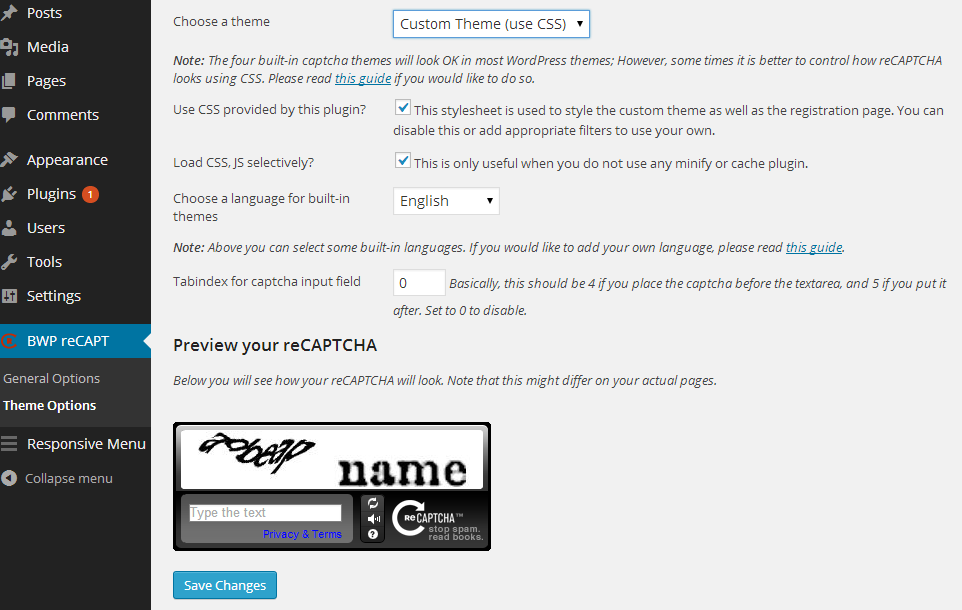 Posts
Media
Pages
Comments
Appearance
Plugins 1
Users
Tools
Settings
BWP reCAPT
General Options
Theme Options
Responsive Menu
Collapse menu
Choose a theme
Custom Theme (use CSS)
Note: The four built-in captcha themes will look OK in most WordPress themes; However, some times it is better to control how reCAPTCHA
looks using CSS. Please read this guide if you would like to do so.
Use CSS provided by this plugin?
This stylesheet is used to style the custom theme as well as the registration page. You can
disable this or add appropriate filters to use your own.
Load CSS, JS selectively?
This is only useful when you do not use any minify or cache plugin.
Choose a language for built-in
themes
English
Note: Above you can select some built-in languages. If you would like to add your own language, please read this guide.
Tabindex for captcha input field
0 Basically, this should be 4 if you place the captcha before the textarea, and 5 if you put it
after. Set to 0 to disable.
Preview your reCAPTCHA
Below you will see how your reCAPTCHA will look. Note that this might differ on your actual pages.
name
Type the text
Privacy & Terms
?
reCAPTCHA™
stop spam.
read books.
Save Changes